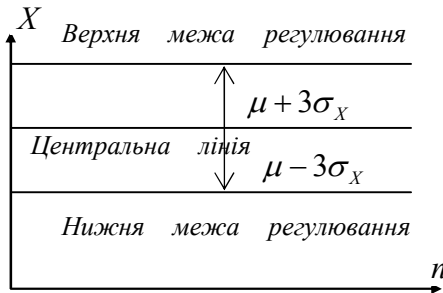 X
Верхня межа регулювання
μ + 3σ_X
Центральна лінія
μ − 3σ_X
Нижня межа регулювання
n